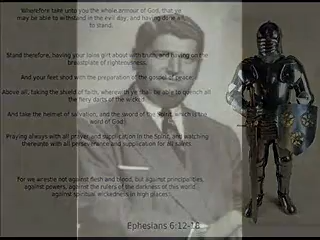 Wherefore take unto you the whole armour of God, that ye
may be able to withstand in the evil day, and having done all,
to stand.
Stand therefore, having your loins girt about with truth, and having on the
breastplate of righteousness;
And your feet shod with the preparation of the gospel of peace;
Above all, taking the shield of faith, wherewith ye shall be able to quench all
the fiery darts of the wicked.
And take the helmet of salvation, and the sword of the Spirit, which is the
word of God:
Praying always with all prayer and supplication in the Spirit, and watching
thereunto with all perseverance and supplication for all saints
For we wrestle not against flesh and blood, but against principalities,
against powers, against the rulers of the darkness of this world,
against spiritual wickedness in high places.
Ephesians 6:12-18